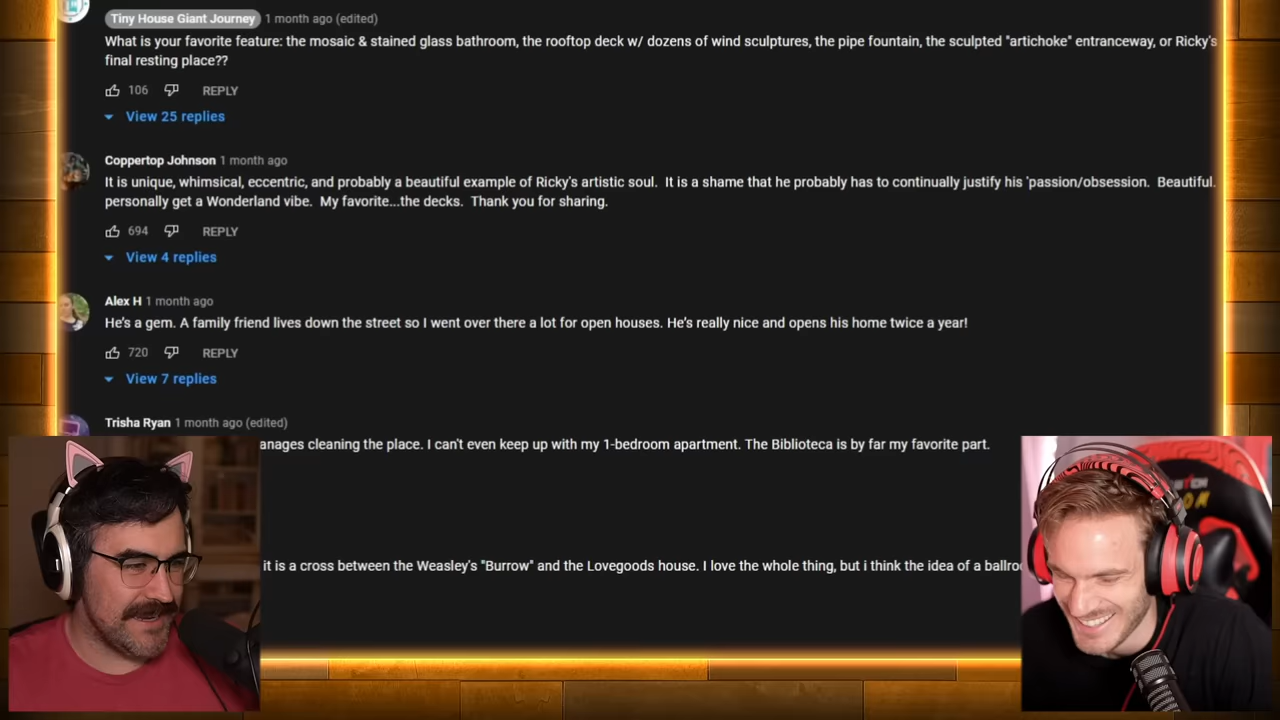 Tiny House Giant Journey 1 month ago (edited)
What is your favorite feature: the mosaic & stained glass bathroom, the rooftop deck w/ dozens of wind sculptures, the pipe fountain, the sculpted "artichoke" entranceway, or Ricky's
final resting place??
106 REPLY
View 25 replies
Coppertop Johnson 1 month ago
It is unique, whimsical, eccentric, and probably a beautiful example of Ricky's artistic soul. It is a shame that he probably has to continually justify his 'passion/obsession. Beautiful.
personally get a Wonderland vibe. My favorite...the decks. Thank you for sharing.
694 REPLY
View 4 replies
Alex H 1 month ago
He's a gem. A family friend lives down the street so I went over there a lot for open houses. He's really nice and opens his home twice a year!
720 REPLY
View 7 replies
Trisha Ryan 1 month ago (edited)
anages cleaning the place. I can't even keep up with my 1-bedroom apartment. The Biblioteca is by far my favorite part.
it is a cross between the Weasley's "Burrow" and the Lovegoods house. I love the whole thing, but i think the idea of a ballro